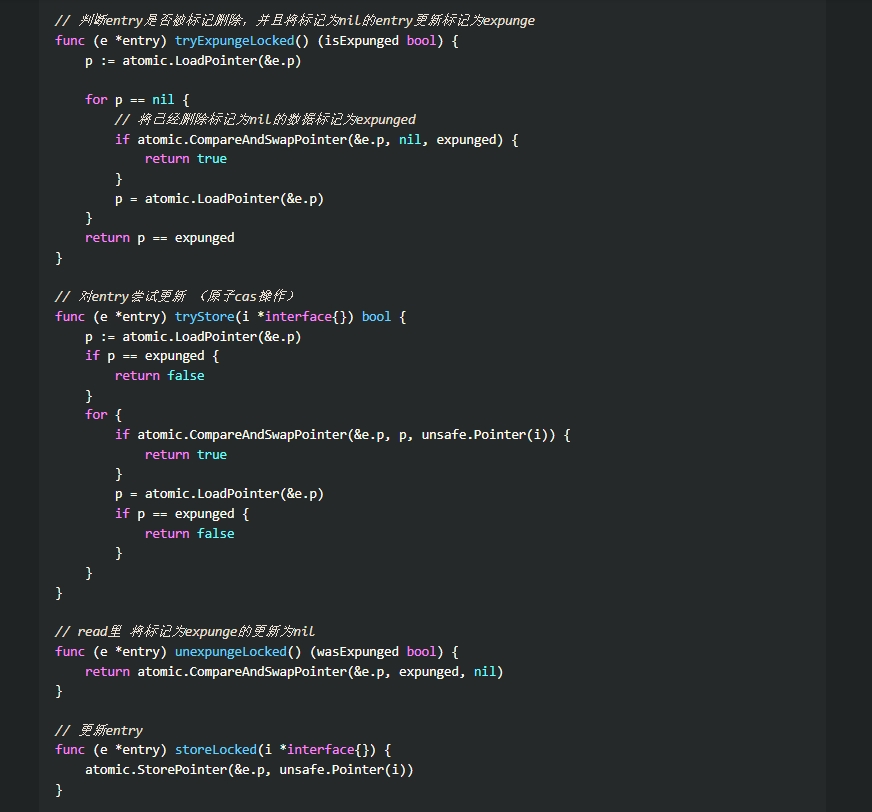 // 判断entry是否被标记删除，并且将标记为nil的entry更新标记为expunge
func (e *entry) tryExpungeLocked() (isExpunged bool) {
    p := atomic.LoadPointer(&e.p)

    for p == nil {
        // 将已经删除标记为nil的数据标记为expunged
        if atomic.CompareAndSwapPointer(&e.p, nil, expunged) {
            return true
        }
        p = atomic.LoadPointer(&e.p)
    }
    return p == expunged
}

// 对entry尝试更新 （原子cas操作）
func (e *entry) tryStore(i *interface{}) bool {
    p := atomic.LoadPointer(&e.p)
    if p == expunged {
        return false
    }
    for {
        if atomic.CompareAndSwapPointer(&e.p, p, unsafe.Pointer(i)) {
            return true
        }
        p = atomic.LoadPointer(&e.p)
        if p == expunged {
            return false
        }
    }
}

// read里 将标记为expunge的更新为nil
func (e *entry) unexpungeLocked() (wasExpunged bool) {
    return atomic.CompareAndSwapPointer(&e.p, expunged, nil)
}

// 更新entry
func (e *entry) storeLocked(i *interface{}) {
    atomic.StorePointer(&e.p, unsafe.Pointer(i))
}